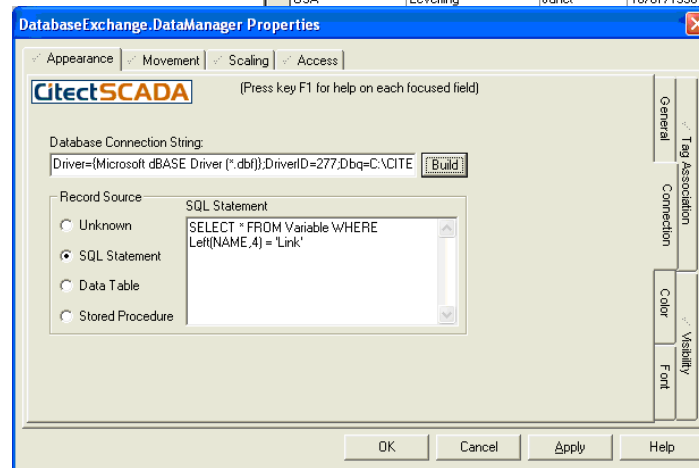 USA Levening Janet
DatabaseExchange.DataManager Properties
Appearance Movement Scaling Access
CitectSCADA
(Press key F1 for help on each focused field)
Database Connection String:
Driver={Microsoft dBASE Driver (*.dbf)};DriverID=277;Dbq=C:\CITE
Build
Record Source
SQL Statement
Unknown
SQL Statement
Data Table
Stored Procedure
SELECT * FROM Variable WHERE
Left(NAME,4) = 'Link'
General
Connection
Color
Font
Tag Association
Visibility
OK Cancel Apply Help